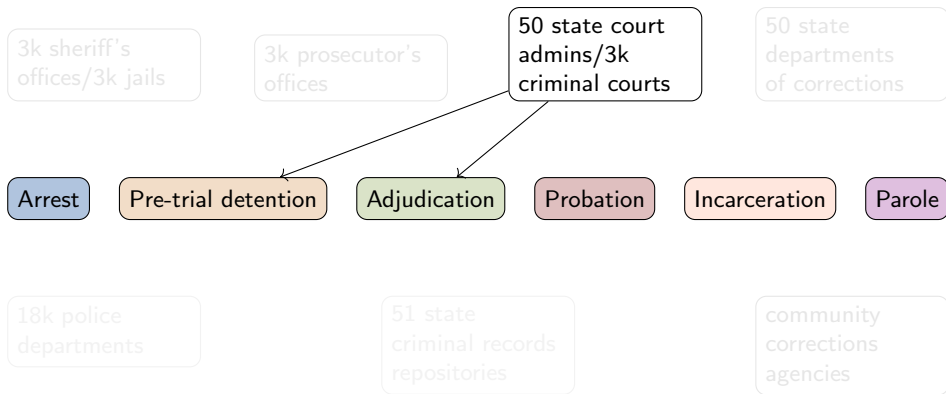 3k sheriff's
offices/3k jails
3k prosecutor's
offices
50 state court
admins/3k
criminal courts
50 state
departments
of corrections
Arrest
Pre-trial detention
Adjudication
Probation
Incarceration
Parole
18k police
departments
51 state
criminal records
repositories
community
corrections
agencies